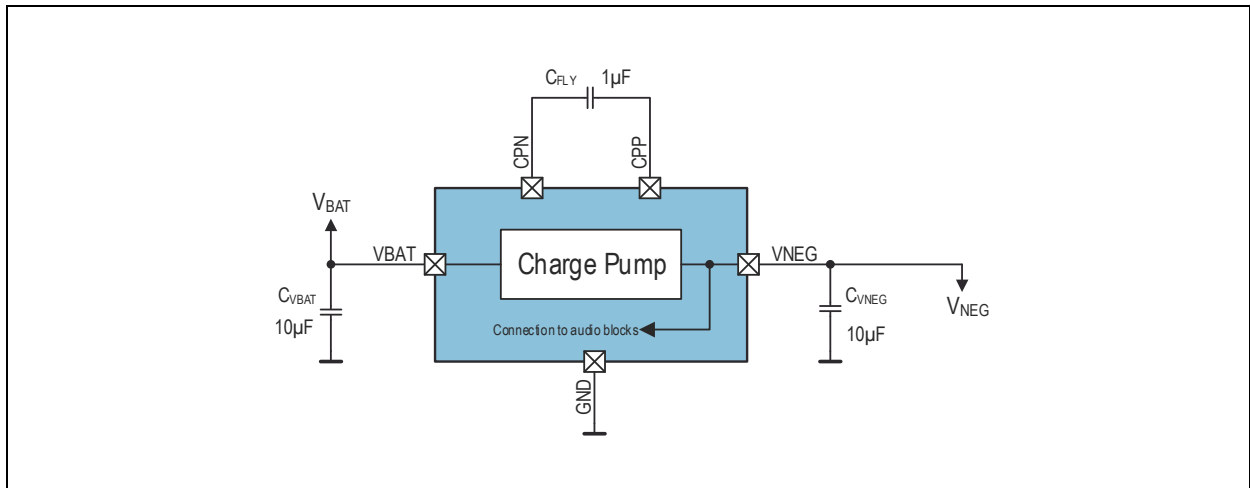 CFLY 1µF
CPN
CPP
VBAT
VBAT
Charge Pump
VNEG
CVBAT
10µF
Connection to audio blocks
CVNEG
10µF
VNEG
GND